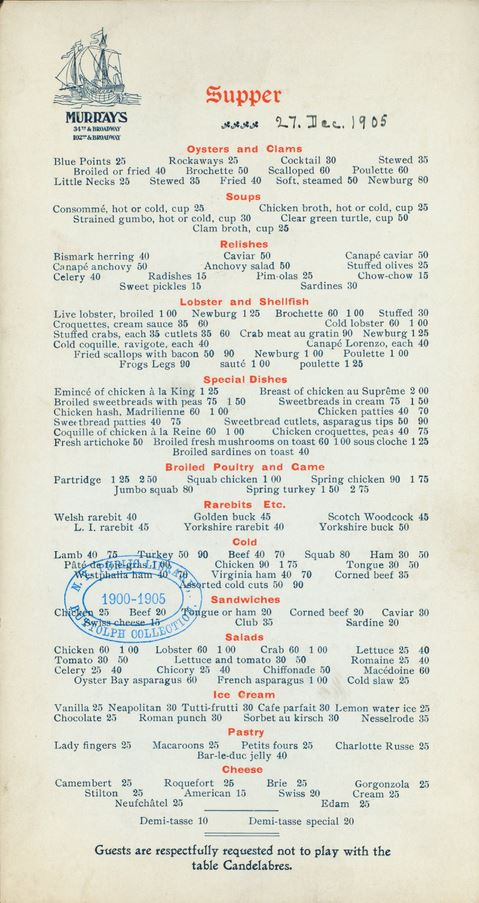 MURRAY'S
34TH & BROADWAY
102ND & BROADWAY
Supper
27. Dec. 1905
Oysters and Clams
Blue Points 25 Rockaways 25 Cocktail 30 Stewed 35
Broiled or fried 40 Brochette 50 Scalloped 60 Poulette 60
Little Necks 25 Stewed 35 Fried 40 Soft, steamed 50 Newburg 80
Soups
Consommé, hot or cold, cup 25 Chicken broth, hot or cold, cup 25
Strained gumbo, hot or cold, cup 30 Clear green turtle, cup 50
Clam broth, cup 25
Relishes
Bismark herring 40 Caviar 50 Canapé caviar 50
Canapé anchovy 50 Anchovy salad 50 Stuffed olives 25
Celery 40 Radishes 15 Pim-olas 25 Chow-chow 15
Sweet pickles 15 Sardines 30
Lobster and Shellfish
Live lobster, broiled 1 00 Newburg 1 25 Brochette 60 1 00 Stuffed 30
Croquettes, cream sauce 35 60 Cold lobster 60 1 00
Stuffed crabs, each 35 cutlets 35 60 Crab meat au gratin 90 Newburg 1 25
Cold coquille, ravigote, each 40 Canapé Lorenzo, each 40
Fried scallops with bacon 50 90 Newburg 1 00 Poulette 1 00
Frogs Legs 90 sauté 1 00 poulette 1 25
Special Dishes
Emincé of chicken à la King 1 25 Breast of chicken au Suprême 2 00
Broiled sweetbreads with peas 75 1 50 Sweetbreads in cream 75 1 50
Chicken hash, Madrilenne 60 1 00 Chicken patties 40 70
Sweetbread patties 40 75 Sweetbread cutlets, asparagus tips 50 90
Coquille of chicken à la Reine 60 1 00 Chicken croquettes, peas 40 75
Fresh artichoke 50 Broiled fresh mushrooms on toast 60 1 00 sous cloche 1 25
Broiled sardines on toast 40
Broiled Poultry and Game
Partridge 1 25 2 50 Squab chicken 1 00 Spring chicken 90 1 75
Jumbo squab 80 Spring turkey 1 50 2 75
Rarebits Etc.
Welsh rarebit 40 Golden buck 45 Scotch Woodcock 45
L. I. rarebit 45 Yorkshire rarebit 40 Yorkshire buck 50
Cold
Lamb 40 75 Turkey 50 90 Beef 40 70 Squab 80 Ham 30 50
Pâté de foie gras 1 00 Chicken 90 1 75 Tongue 30 50
Westphalia ham 40 70 Virginia ham 40 70 Corned beef 35
Assorted cold cuts 50 90
N.Y. PUBLIC LIBRARY.
1900-1905
BUTTOLPH COLLECTION
Sandwiches
Chicken 25 Beef 20 Tongue or ham 20 Corned beef 20 Caviar 30
Swiss cheese 15 Club 35 Sardine 20
Salads
Chicken 60 1 00 Lobster 60 1 00 Crab 60 1 00 Lettuce 25 40
Tomato 30 50 Lettuce and tomato 30 50 Romaine 25 40
Celery 25 40 Chicory 25 40 Chiffonade 50 Macédoine 60
Oyster Bay asparagus 60 French asparagus 1 00 Cold slaw 25
Ice Cream
Vanilla 25 Neapolitan 30 Tutti-frutti 30 Cafe parfait 30 Lemon water ice 25
Chocolate 25 Roman punch 30 Sorbet au kirsch 30 Nesselrode 35
Pastry
Lady fingers 25 Macaroons 25 Petits fours 25 Charlotte Russe 25
Bar-le-duc jelly 40
Cheese
Camembert 25 Roquefort 25 Brie 25 Gorgonzola 25
Stilton 25 American 15 Swiss 20 Cream 25
Neufchâtel 25 Edam 25
Demi-tasse 10 Demi-tasse special 20
Guests are respectfully requested not to play with the
table Candelabres.